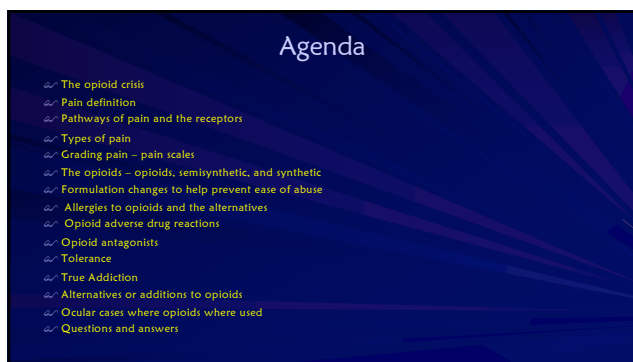 Agenda
The opioid crisis
Pain definition
Pathways of pain and the receptors
Types of pain
Grading pain – pain scales
The opioids – opioids, semisynthetic, and synthetic
Formulation changes to help prevent ease of abuse
Allergies to opioids and the alternatives
Opioid adverse drug reactions
Opioid antagonists
Tolerance
True Addiction
Alternatives or additions to opioids
Ocular cases where opioids where used
Questions and answers